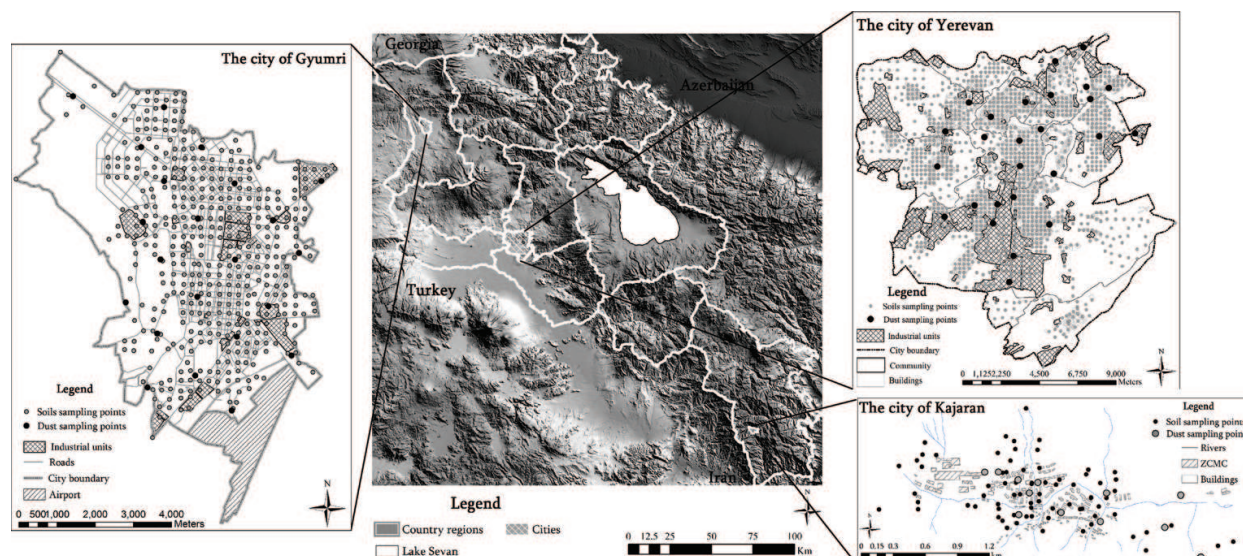 The city of Gyumri
Legend
Soils sampling points
Dust sampling points
Industrial units
Roads
City boundary
Airport
N
0 5001,000 2,000 3,000 4,000
Meters
Georgia
Azerbaijan
Turkey
Iran
Legend
Country regions
Cities
Lake Sevan
N
0 12.5 25 50 75 100
Km
The city of Yerevan
Legend
Soils sampling points
Dust sampling points
Industrial units
City boundary
Community
Buildings
N
0 1,1252,250 4,500 6,750 9,000
Meters
The city of Kajaran
Legend
Soil sampling point
Dust sampling point
Rivers
ZCMC
Buildings
N
0 0.15 0.3 0.6 0.9 1.2